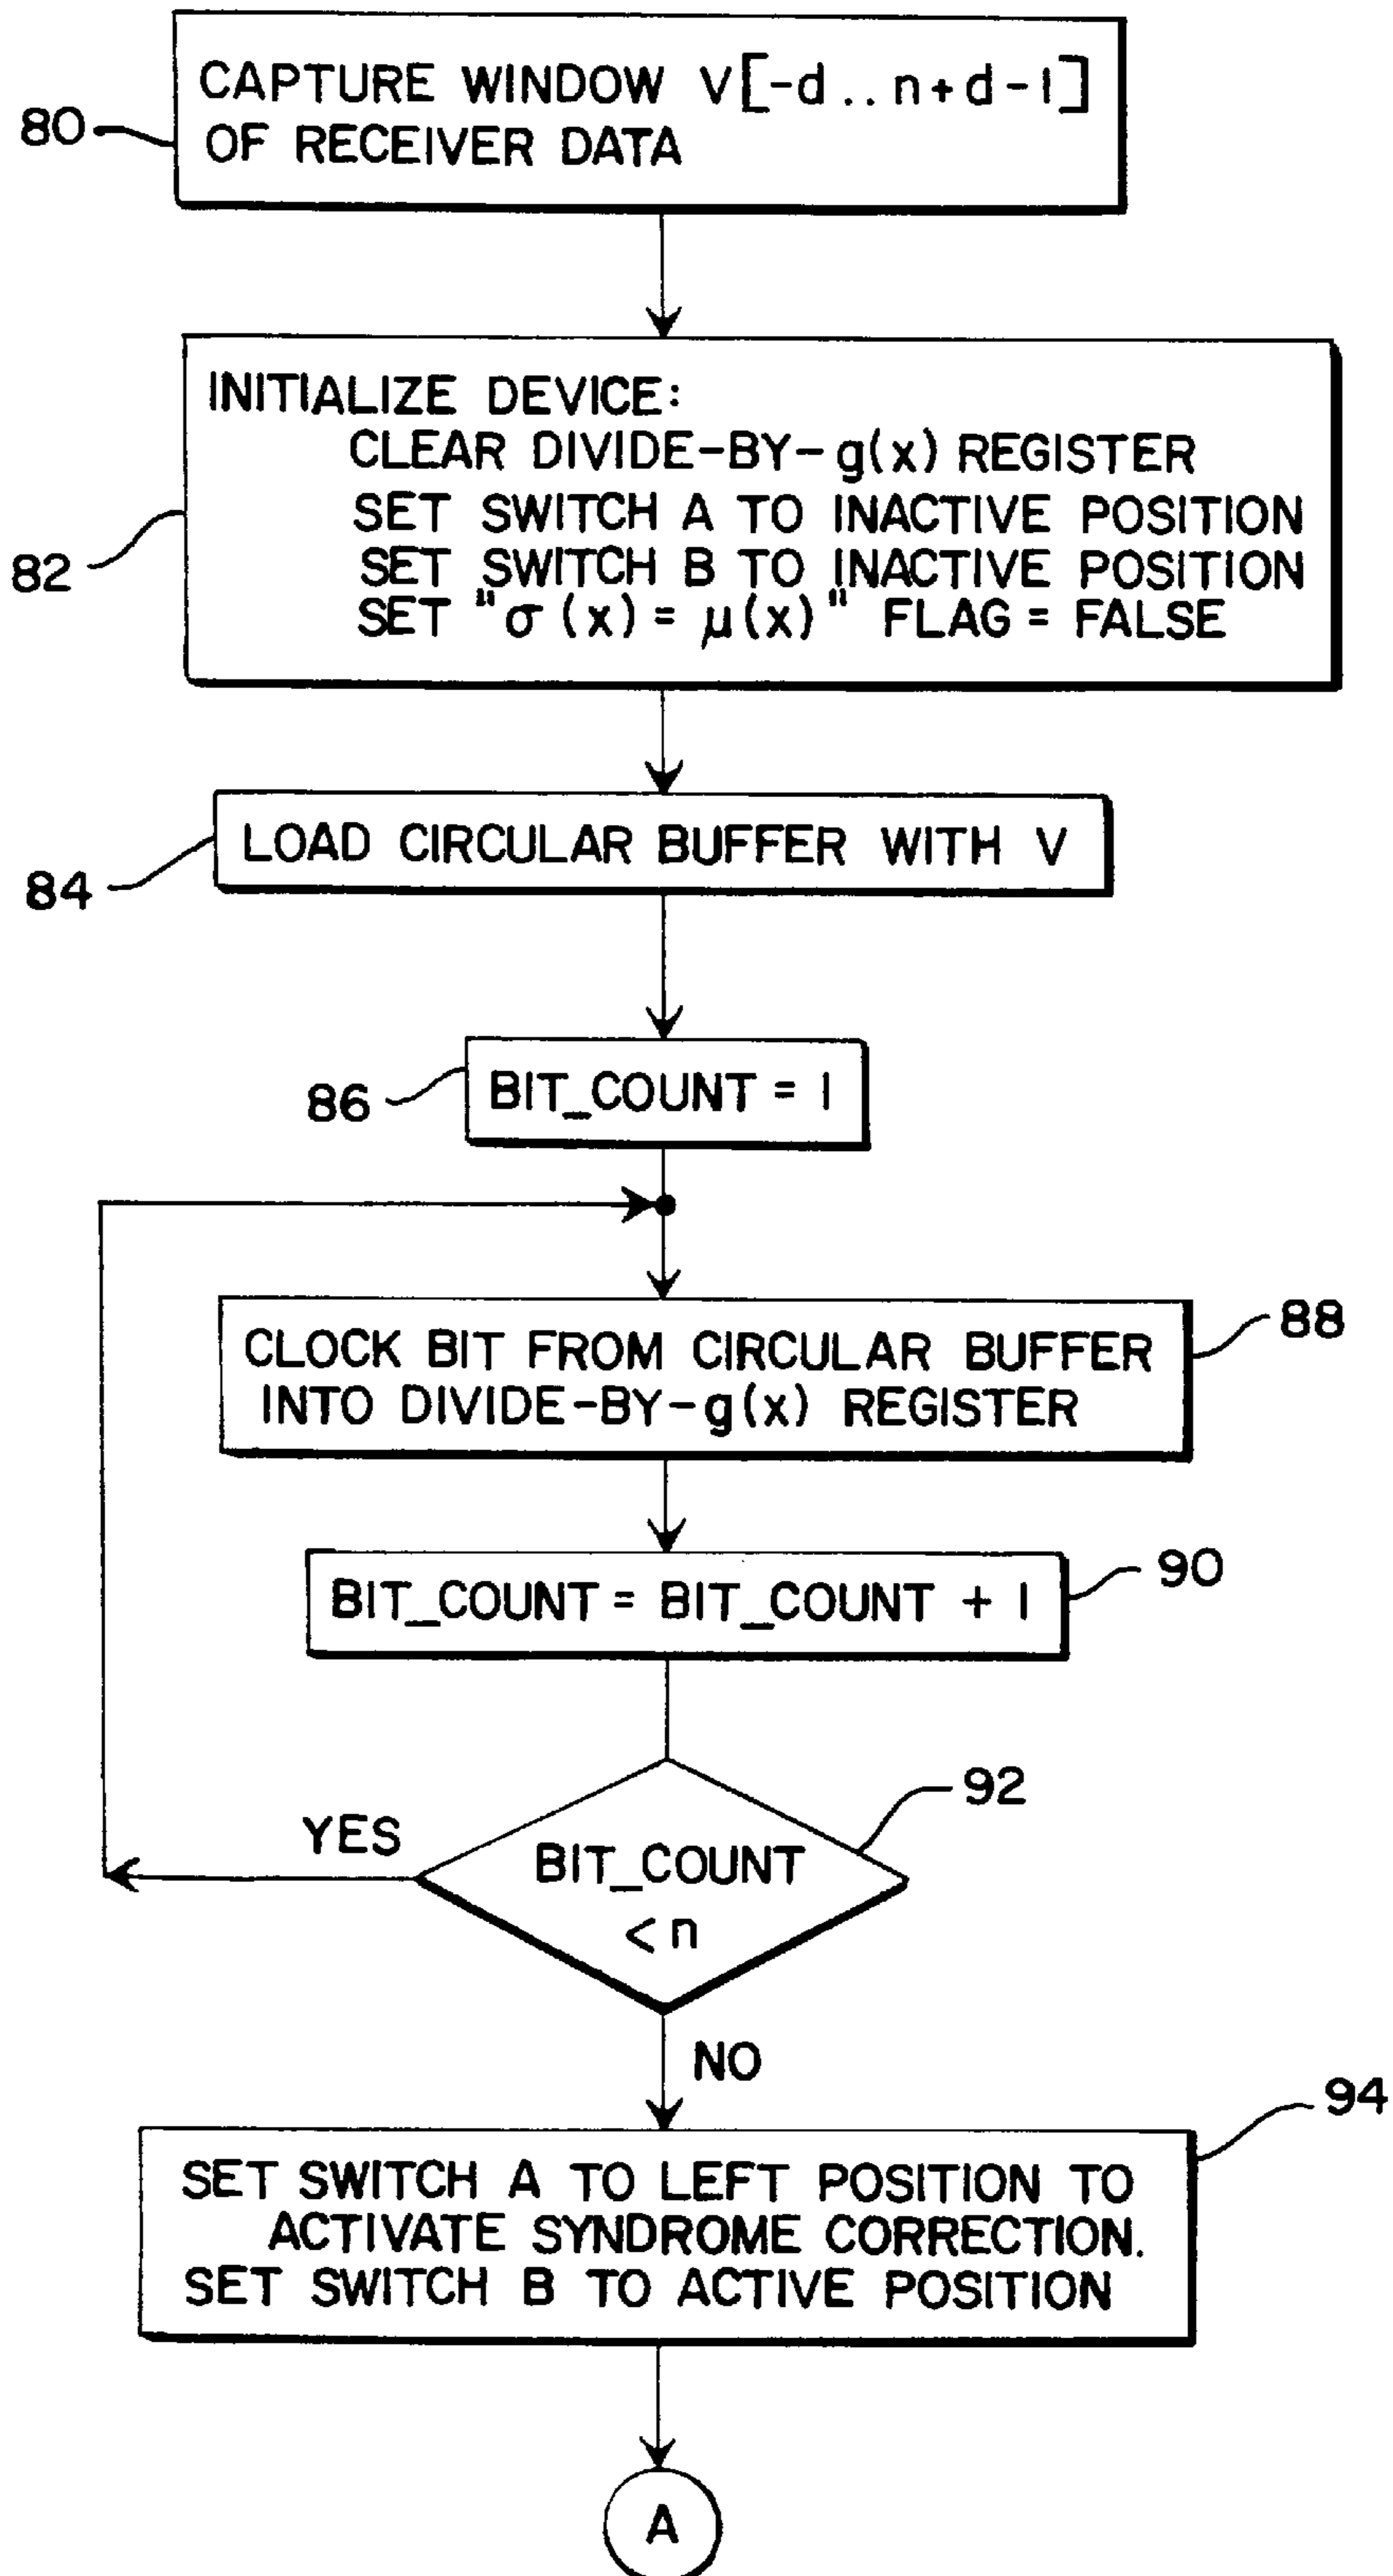 CAPTURE WINDOW V[-d..n+d-1]
OF RECEIVER DATA
80
INITIALIZE DEVICE:
CLEAR DIVIDE-BY-g(x) REGISTER
SET SWITCH A TO INACTIVE POSITION
SET SWITCH B TO INACTIVE POSITION
SET "σ(x) = μ(x)" FLAG = FALSE
82
LOAD CIRCULAR BUFFER WITH V
84
BIT_COUNT = 1
86
CLOCK BIT FROM CIRCULAR BUFFER
INTO DIVIDE-BY-g(x) REGISTER
88
BIT_COUNT = BIT_COUNT + 1
90
BIT_COUNT
< n
92
YES
NO
SET SWITCH A TO LEFT POSITION TO
ACTIVATE SYNDROME CORRECTION.
SET SWITCH B TO ACTIVE POSITION
94
A